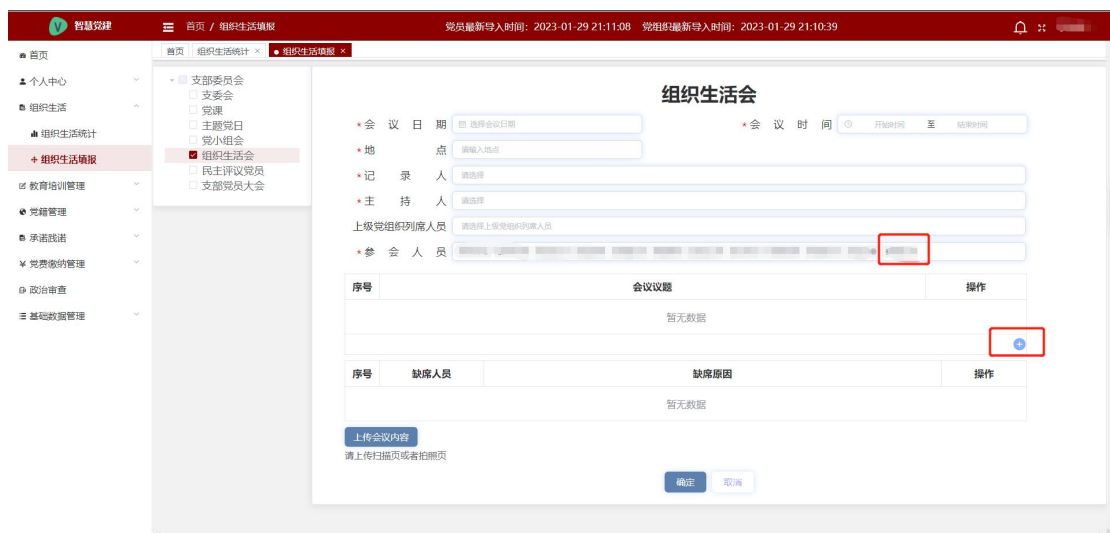 智慧党建
首页 / 组织生活填报
党员最新导入时间：2023-01-29 21:11:08 党组织最新导入时间：2023-01-29 21:10:39
首页
个人中心
组织生活
组织生活统计
组织生活填报
教育培训管理
党籍管理
承诺践诺
党费缴纳管理
政治审查
基础数据管理
首页 组织生活统计 × 组织生活填报 ×
支部委员会
支委会
党课
主题党日
党小组会
组织生活会
民主评议党员
支部党员大会
组织生活会
*会议日期 选择会议日期 *会议时间 开始时间 至 结束时间
*地点 请输入地点
*记录人 请选择
*主持人 请选择
上级党组织列席人员 请选择上级党组织列席人员
*参会人员
序号 会议议题 操作
暂无数据
序号 缺席人员 缺席原因 操作
暂无数据
上传会议内容
请上传扫描页或者拍照页
确定 取消